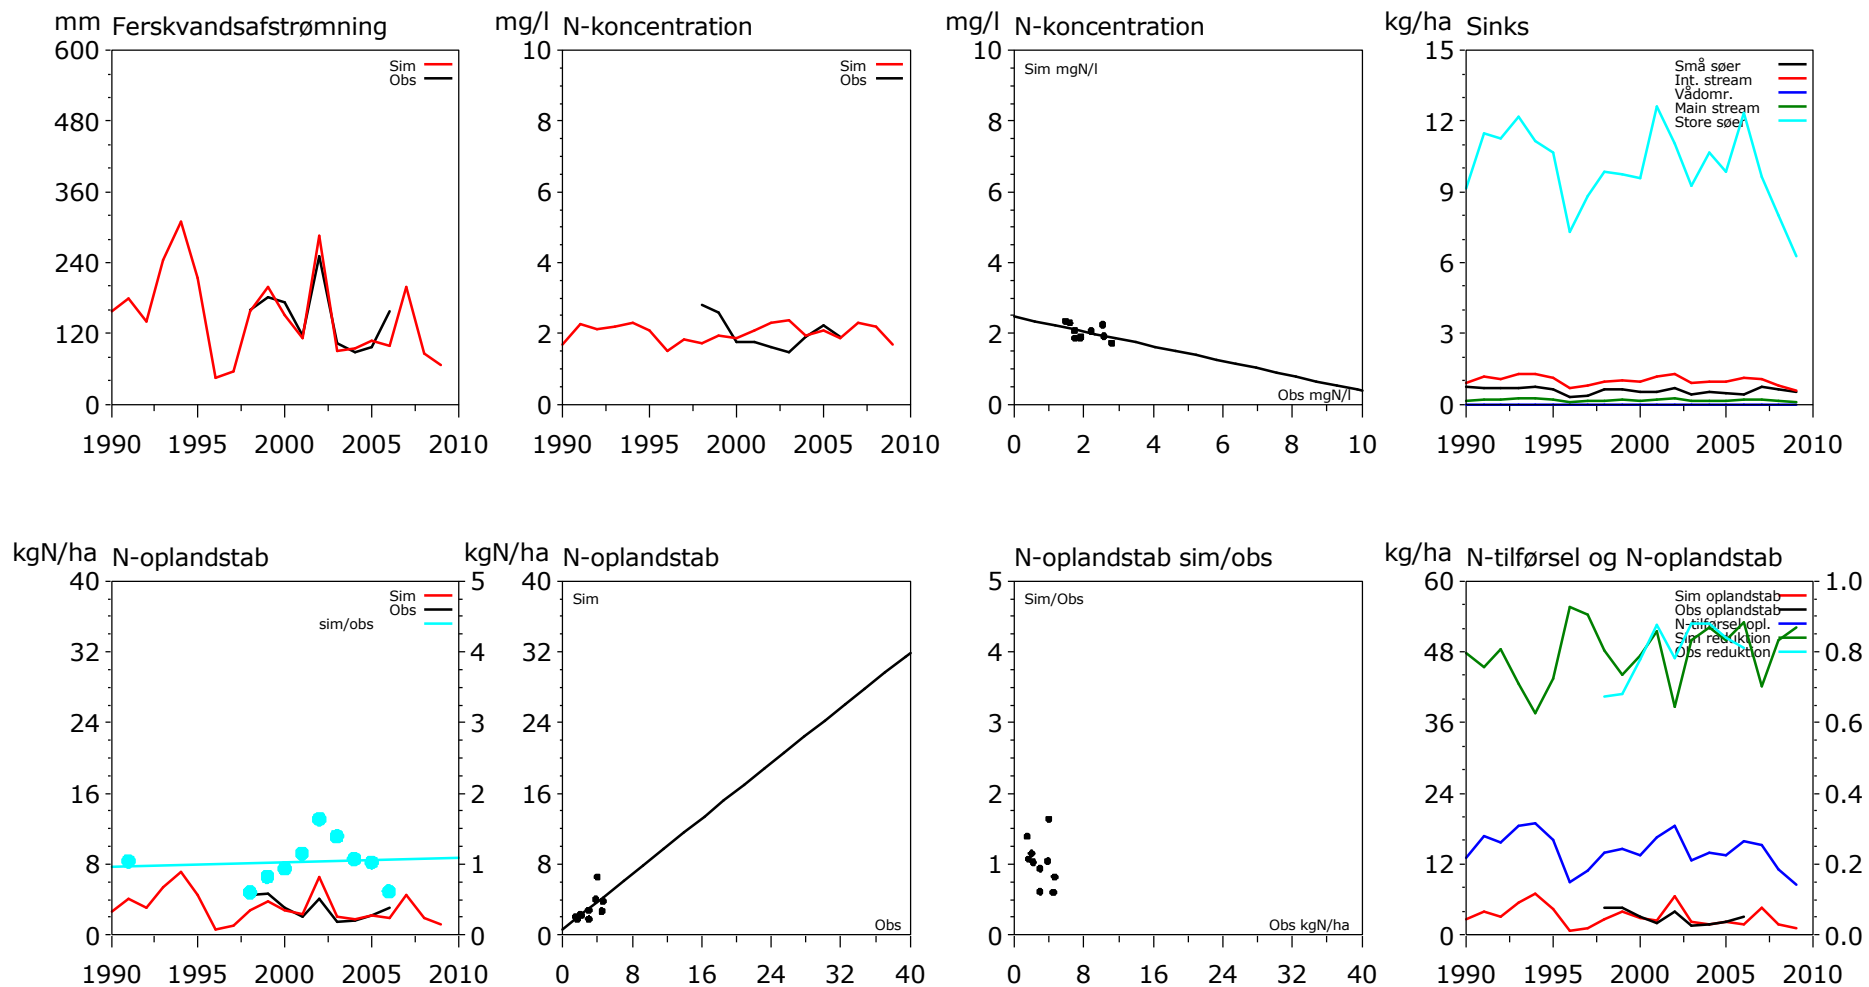 mm Ferskvandsafstrømning
600
480
360
240
120
0
Sim
Obs
1990 1995 2000 2005 2010
mg/l N-koncentration
10
8
6
4
2
0
Sim
Obs
1990 1995 2000 2005 2010
mg/l N-koncentration
10
8
6
4
2
0
Sim mgN/l
Obs mgN/l
0 2 4 6 8 10
kg/ha Sinks
15
12
9
6
3
0
Små søer
Int. stream
Vådomr.
Main stream
Store søer
1990 1995 2000 2005 2010
kgN/ha N-oplandstab
40
32
24
16
8
0
Sim
Obs
sim/obs
5
4
3
2
1
0
1990 1995 2000 2005 2010
kgN/ha N-oplandstab
40
32
24
16
8
0
Sim
Obs
0 8 16 24 32 40
N-oplandstab sim/obs
5
4
3
2
1
0
Sim/Obs
Obs kgN/ha
0 8 16 24 32 40
kg/ha N-tilførsel og N-oplandstab
60
48
36
24
12
0
Sim oplandstab
Obs oplandstab
N-tilførselopl.
Sim reduktion
Obs reduktion
1.0
0.8
0.6
0.4
0.2
0.0
1990 1995 2000 2005 2010